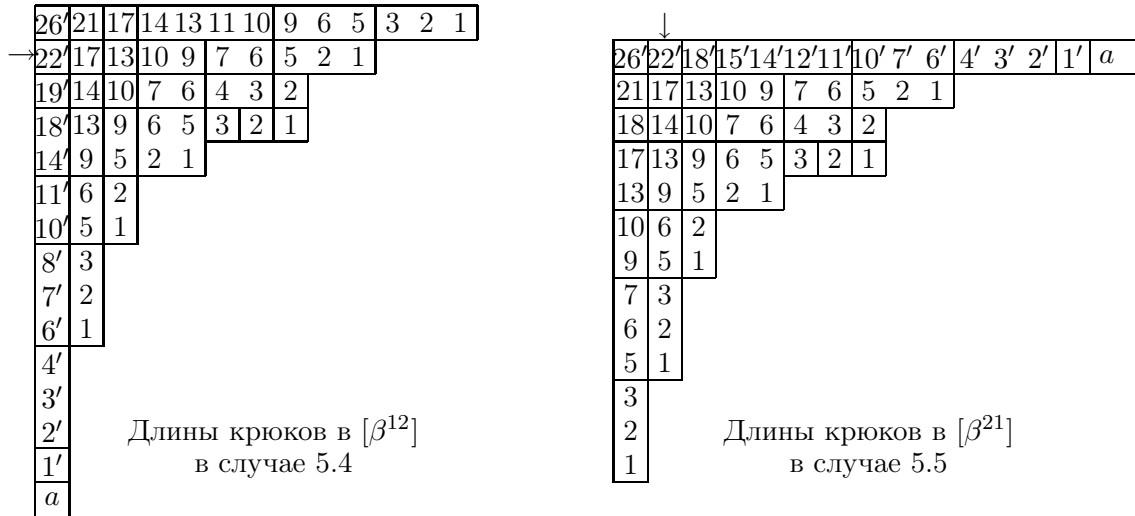 26′ 21 17 14 13 11 10 9 6 5 3 2 1
→ 22′ 17 13 10 9 7 6 5 2 1
19′ 14 10 7 6 4 3 2
18′ 13 9 6 5 3 2 1
14′ 9 5 2 1
11′ 6 2
10′ 5 1
8′ 3
7′ 2
6′ 1
4′
3′
2′
1′
a
Длины крюков в [β¹²]
в случае 5.4
↓
26′ 22′ 18′ 15′ 14′ 12′ 11′ 10′ 7′ 6′ 4′ 3′ 2′ 1′ a
21 17 13 10 9 7 6 5 2 1
18 14 10 7 6 4 3 2
17 13 9 6 5 3 2 1
13 9 5 2 1
10 6 2
9 5 1
7 3
6 2
5 1
3
2
1
Длины крюков в [β²¹]
в случае 5.5